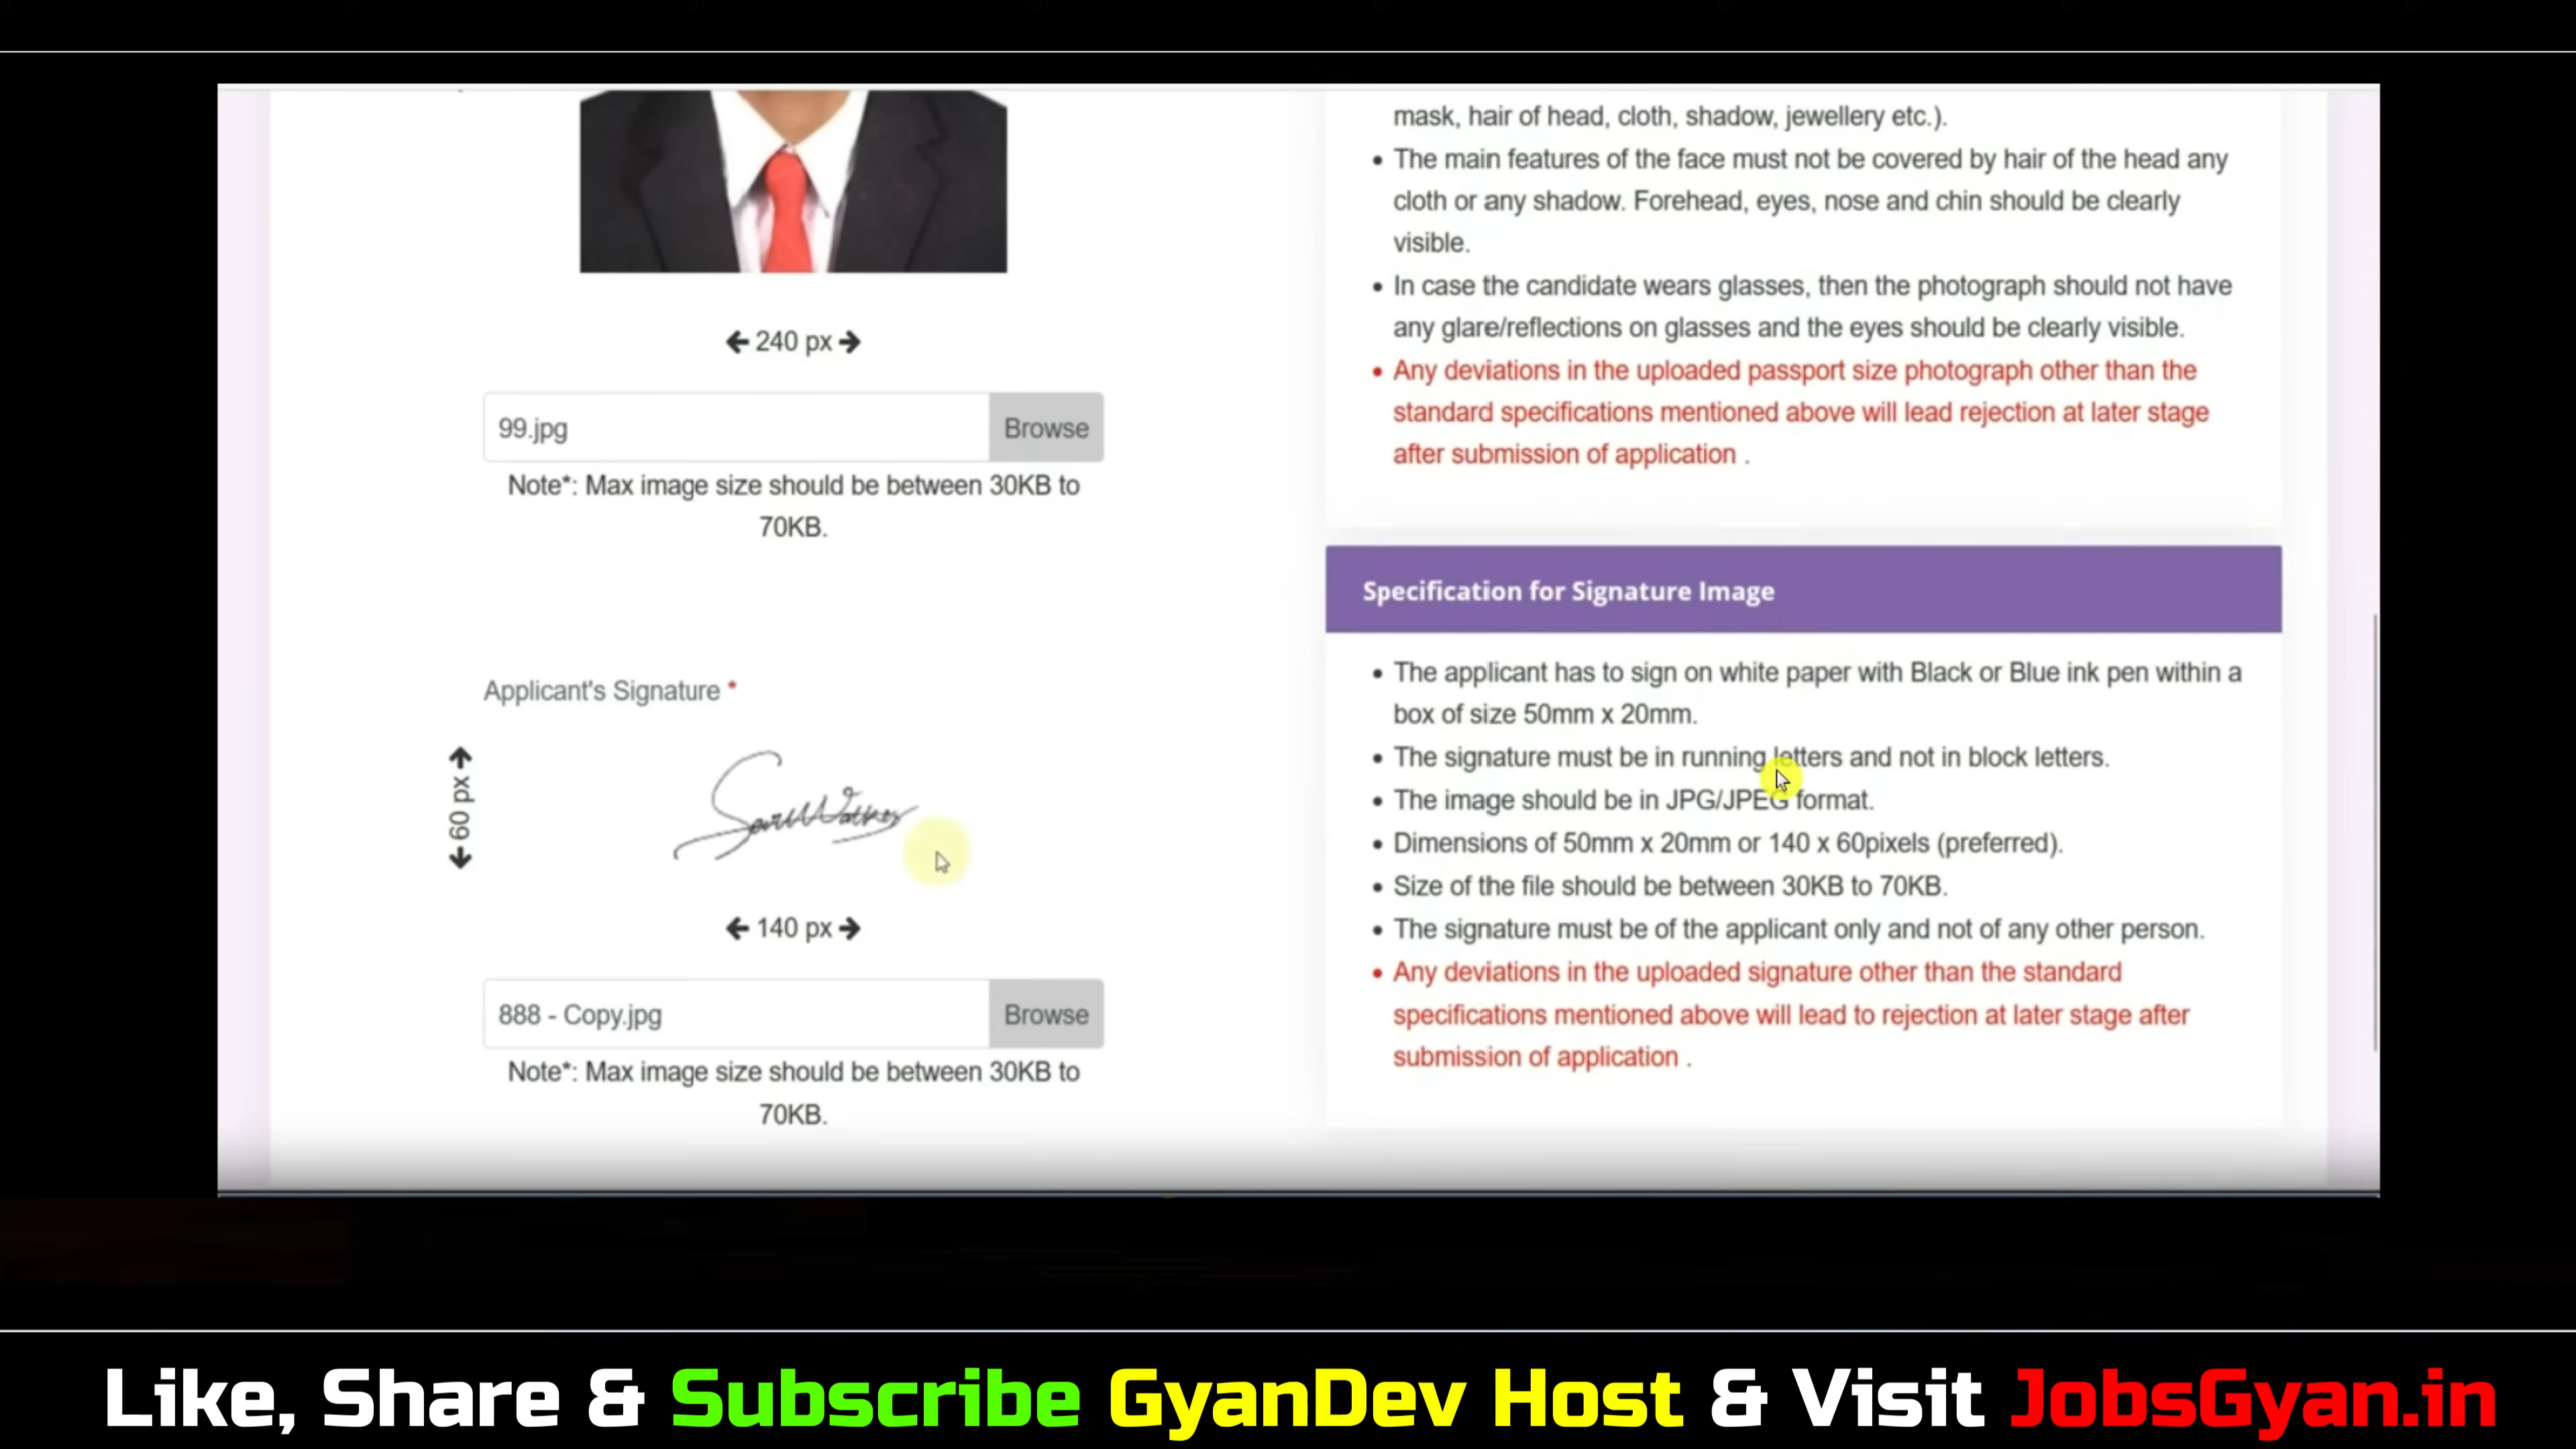 mask, hair of head, cloth, shadow, jewellery etc.).
• The main features of the face must not be covered by hair of the head any
cloth or any shadow. Forehead, eyes, nose and chin should be clearly
visible.
• In case the candidate wears glasses, then the photograph should not have
any glare/reflections on glasses and the eyes should be clearly visible.
• Any deviations in the uploaded passport size photograph other than the
standard specifications mentioned above will lead rejection at later stage
after submission of application .
240 px
99.jpg Browse
Note*: Max image size should be between 30KB to
70KB.
Specification for Signature Image
• The applicant has to sign on white paper with Black or Blue ink pen within a
box of size 50mm x 20mm.
• The signature must be in running letters and not in block letters.
• The image should be in JPG/JPEG format.
• Dimensions of 50mm x 20mm or 140 x 60pixels (preferred).
• Size of the file should be between 30KB to 70KB.
• The signature must be of the applicant only and not of any other person.
• Any deviations in the uploaded signature other than the standard
specifications mentioned above will lead to rejection at later stage after
submission of application .
Applicant's Signature *
60 px
140 px
888 - Copy.jpg Browse
Note*: Max image size should be between 30KB to
70KB.
Like, Share & Subscribe GyanDev Host & Visit JobsGyan.in